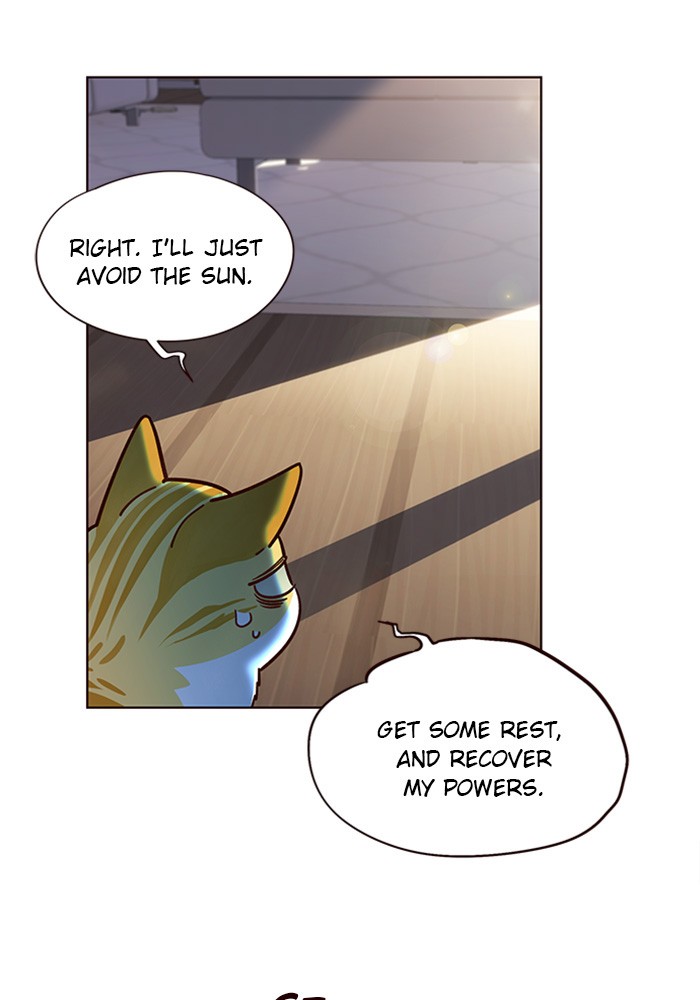 RIGHT. I'LL JUST
AVOID THE SUN.
GET SOME REST,
AND RECOVER
MY POWERS.